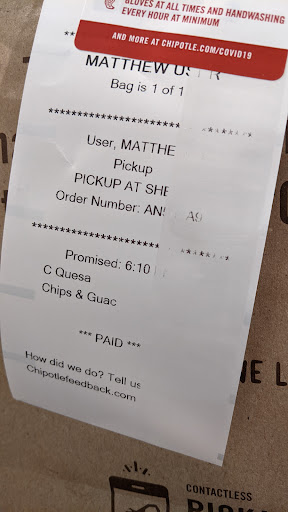 GLOVES AT ALL TIMES AND HANDWASHING
EVERY HOUR AT MINIMUM
AND MORE AT CHIPOTLE.COM/COVID19
MATTHEW
Bag is 1 of 1
User, MATTHE
Pickup
PICKUP AT SHE
Order Number:
Promised: 6:10
C Quesa
Chips & Guac
*** PAID ***
How did we do? Tell us
Chipotlefeedback.com
CONTACTLESS